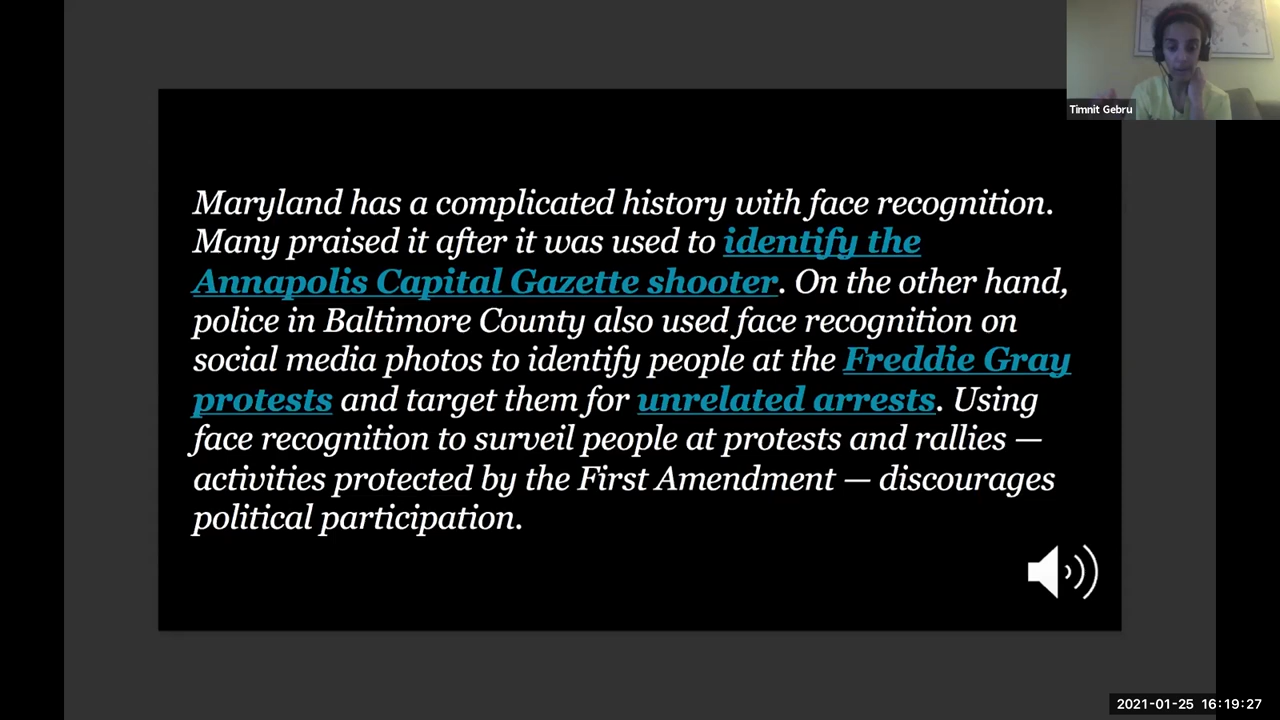 Timnit Gebru
Maryland has a complicated history with face recognition.
Many praised it after it was used to identify the
Annapolis Capital Gazette shooter. On the other hand,
police in Baltimore County also used face recognition on
social media photos to identify people at the Freddie Gray
protests and target them for unrelated arrests. Using
face recognition to surveil people at protests and rallies —
activities protected by the First Amendment — discourages
political participation.
2021-01-25 16:19:27